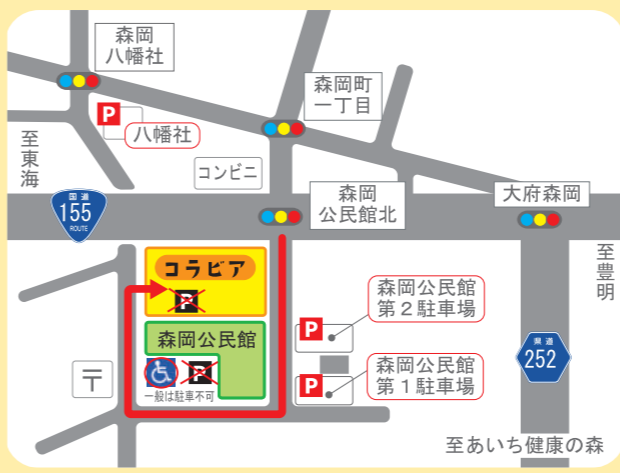 森岡
八幡社
森岡町
一丁目
P
八幡社
至東海
コンビニ
国道
155
ROUTE
森岡
公民館北
大府森岡
至豊明
コラビア
P
森岡公民館
P
一般は駐車不可
〒
P
森岡公民館
第2駐車場
P
森岡公民館
第1駐車場
県道
252
至あいち健康の森